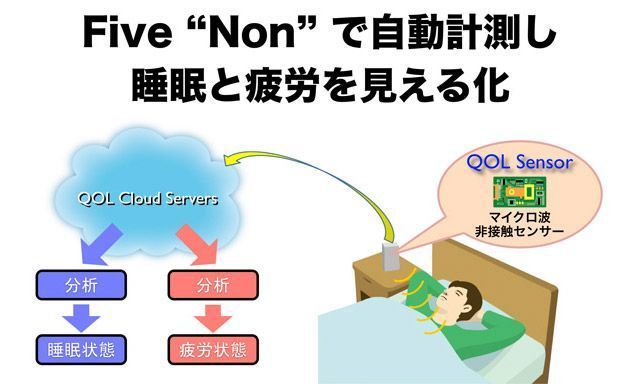 Five “Non” で自動計測し
睡眠と疲労を見える化
QOL Cloud Servers
QOL Sensor
マイクロ波
非接触センサー
分析
分析
睡眠状態
疲労状態